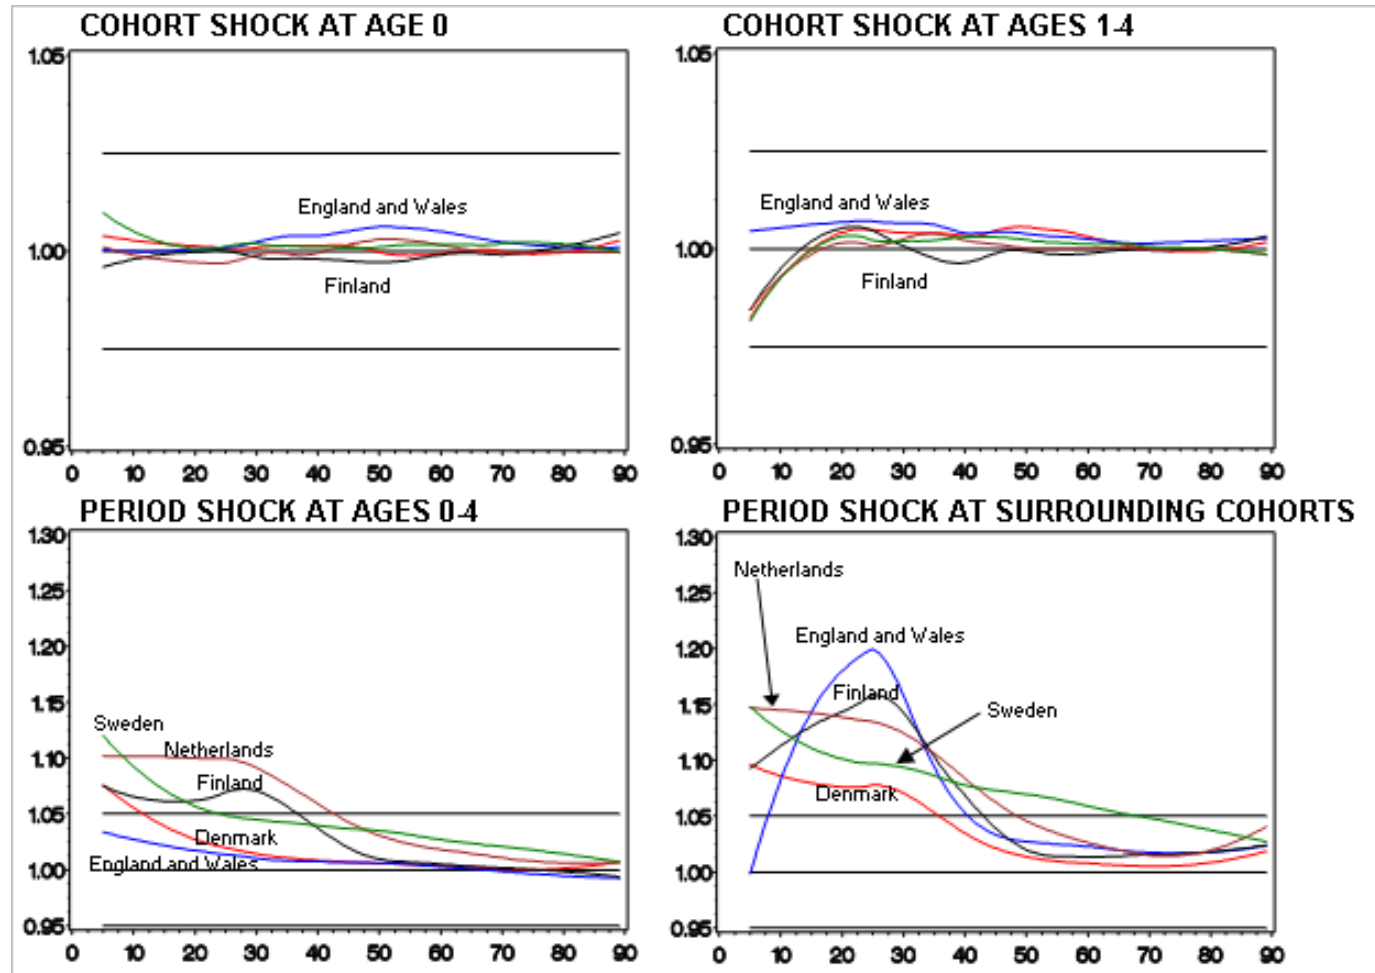 COHORT SHOCK AT AGE 0
1.05
1.00
0.95
England and Wales
Finland
0 10 20 30 40 50 60 70 80 90
COHORT SHOCK AT AGES 1-4
1.05
1.00
0.95
England and Wales
Finland
0 10 20 30 40 50 60 70 80 90
PERIOD SHOCK AT AGES 0-4
1.30
1.25
1.20
1.15
1.10
1.05
1.00
0.95
Sweden
Netherlands
Finland
Denmark
England and Wales
0 10 20 30 40 50 60 70 80 90
PERIOD SHOCK AT SURROUNDING COHORTS
1.30
1.25
1.20
1.15
1.10
1.05
1.00
0.95
Netherlands
England and Wales
Finland
Sweden
Denmark
0 10 20 30 40 50 60 70 80 90